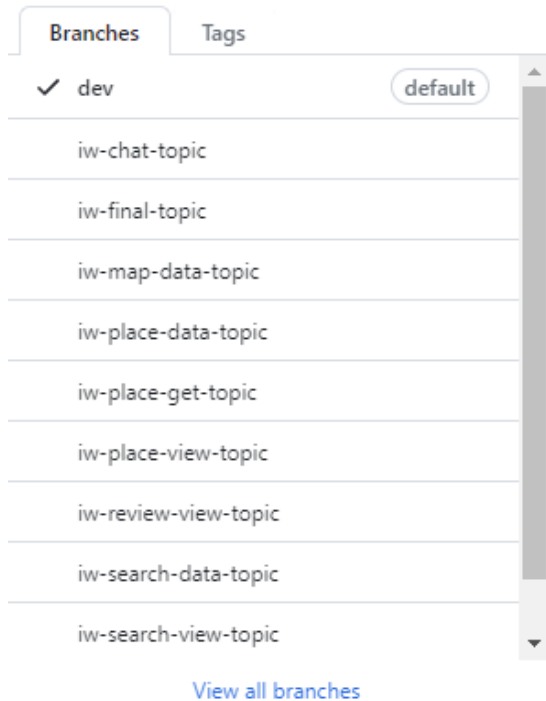 Branches Tags
dev default
iw-chat-topic
iw-final-topic
iw-map-data-topic
iw-place-data-topic
iw-place-get-topic
iw-place-view-topic
iw-review-view-topic
iw-search-data-topic
iw-search-view-topic
View all branches